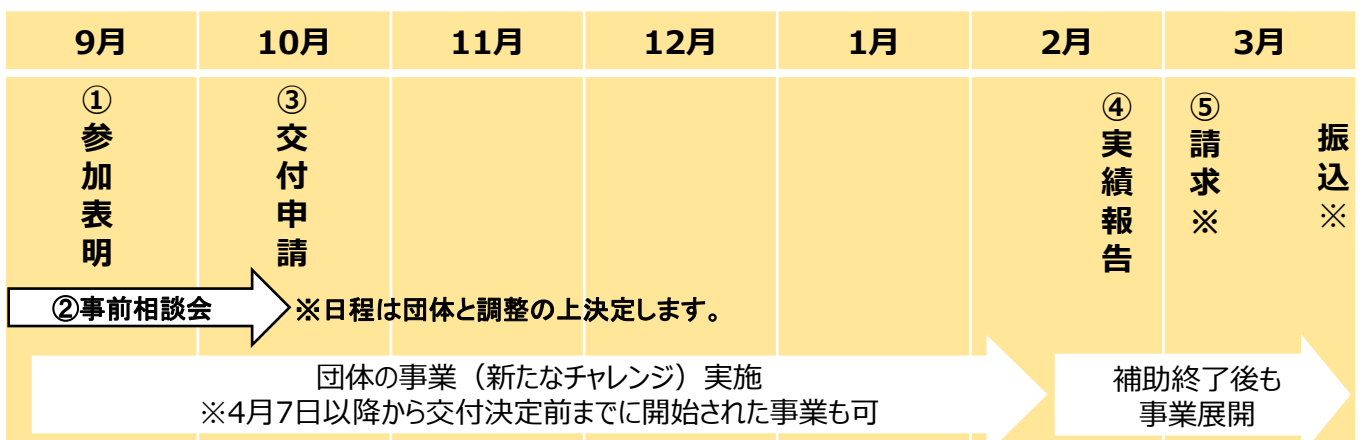 9月
10月
11月
12月
1月
2月
3月
①参加表明
③交付申請
④実績報告
⑤請求※
振込※
②事前相談会
※日程は団体と調整の上決定します。
団体の事業（新たなチャレンジ）実施
※4月7日以降から交付決定前までに開始された事業も可
補助終了後も
事業展開